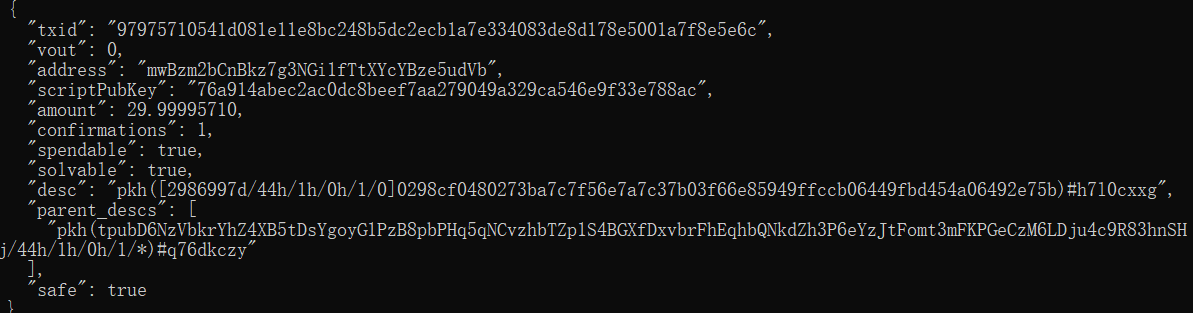 {
"txid": "97975710541d081e11e8bc248b5dc2ecb1a7e334083de8d178e5001a7f8e5e6c",
"vout": 0,
"address": "mwBzm2bCnBkz7g3NGi1fTtXYcYBze5udVb",
"scriptPubKey": "76a914abec2ac0dc8beef7aa279049a329ca546e9f33e788ac",
"amount": 29.99995710,
"confirmations": 1,
"spendable": true,
"solvable": true,
"desc": "pkh([2986997d/44h/1h/0h/1/0]0298cf0480273ba7c7f56e7a7c37b03f66e85949ffccb06449fbd454a06492e75b)#h7l0cxxg",
"parent_descs": [
"pkh(tpubD6NzVbkrYhZ4XB5tDsYgoyG1PzB8pbPHq5qNCvzhbTZp1S4BGXfDxvbrFhEqhbQNkdZh3P6eYzJtFomt3mFKPGeCzM6LDju4c9R83hnSH
j/44h/1h/0h/1/*)#q76dkczy"
],
"safe": true
}